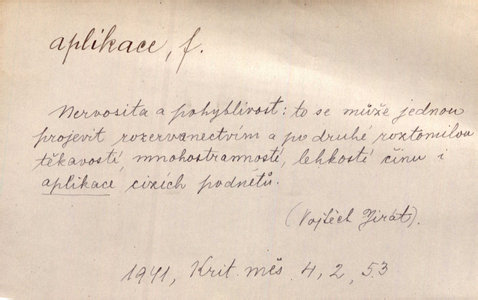 aplikace, f.
Nervosita a pohyblivost: to se může jednou
projevit rozervanectvím a po druhé roztomilou
těkavostí, mnohostranností, lehkostí činu i
aplikace cizích podnětů.
(Vojtěch Jirát).
1941, Krit. měs. 4, 2, 53